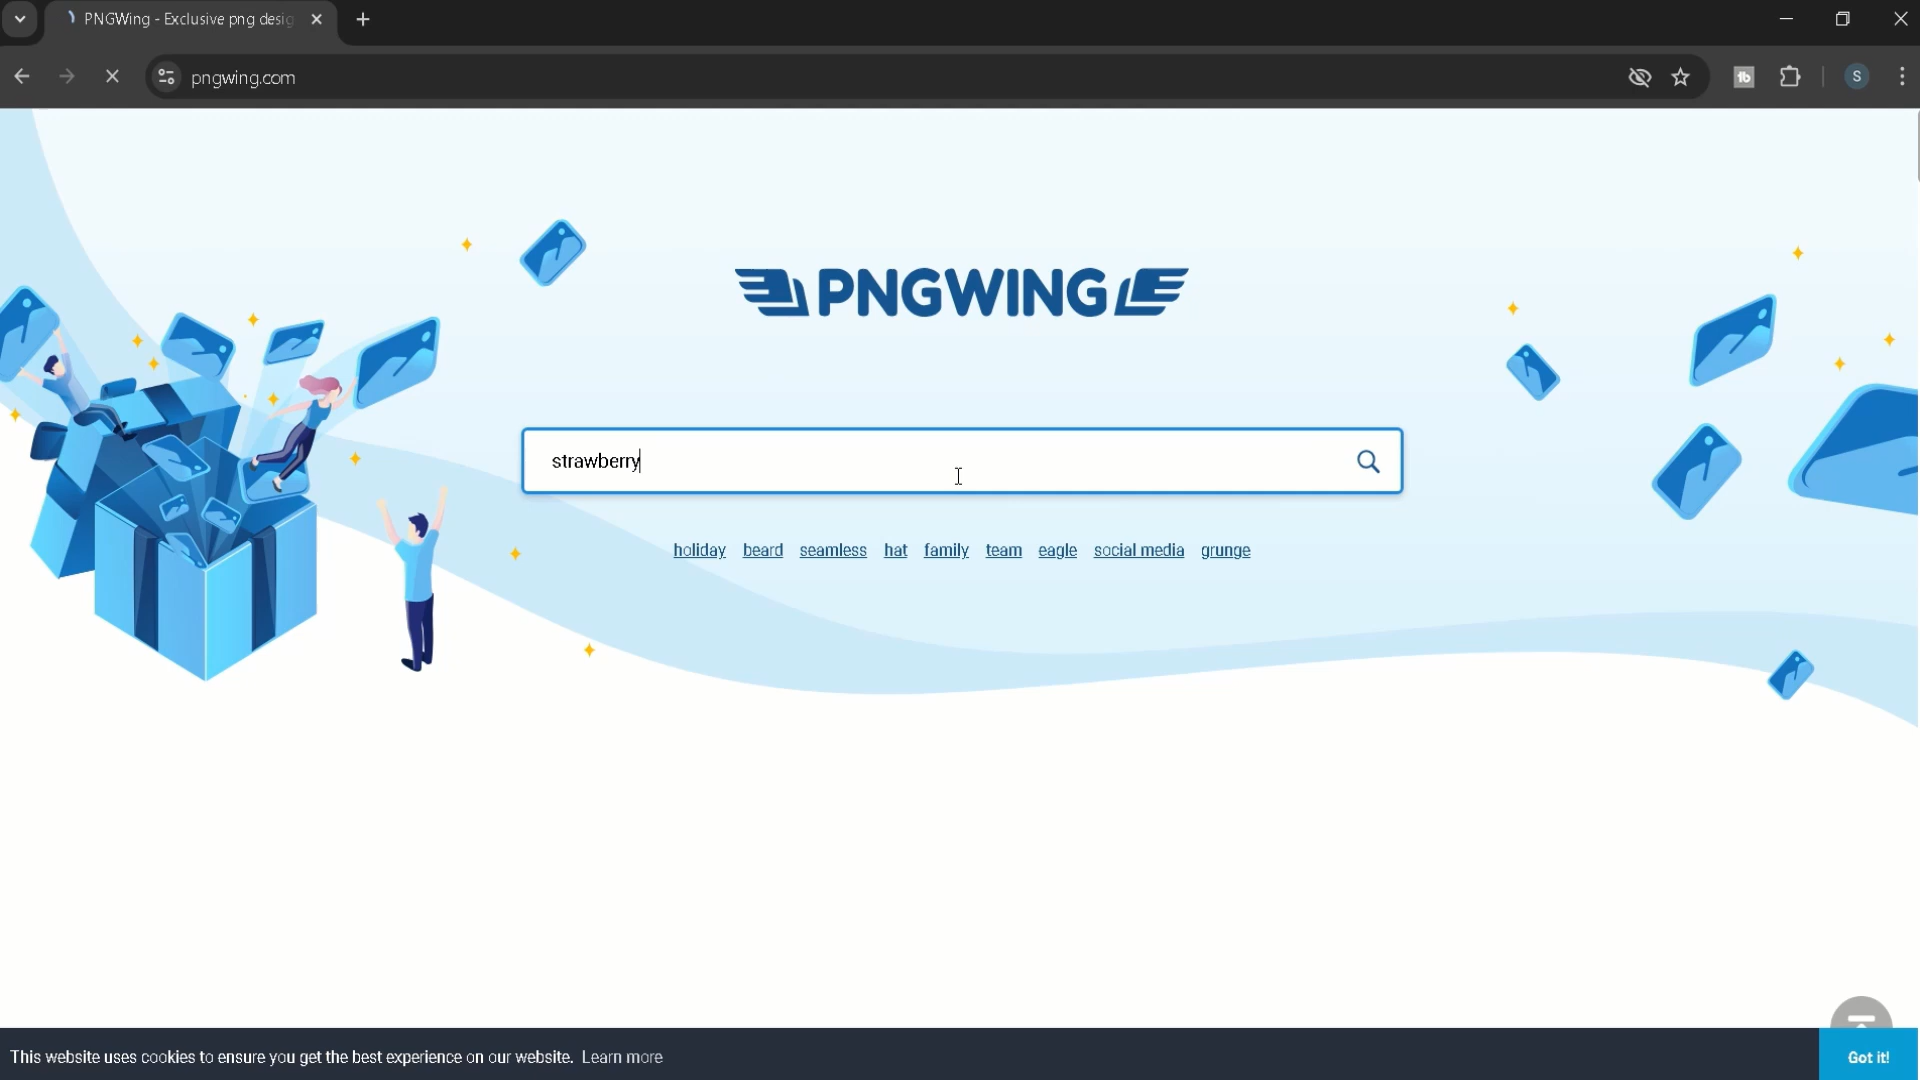 PNGWing - Exclusive png desig
pngwing.com
S
PNGWING
strawberry
holiday beard seamless hat family team eagle social media grunge
This website uses cookies to ensure you get the best experience on our website. Learn more
Got it!